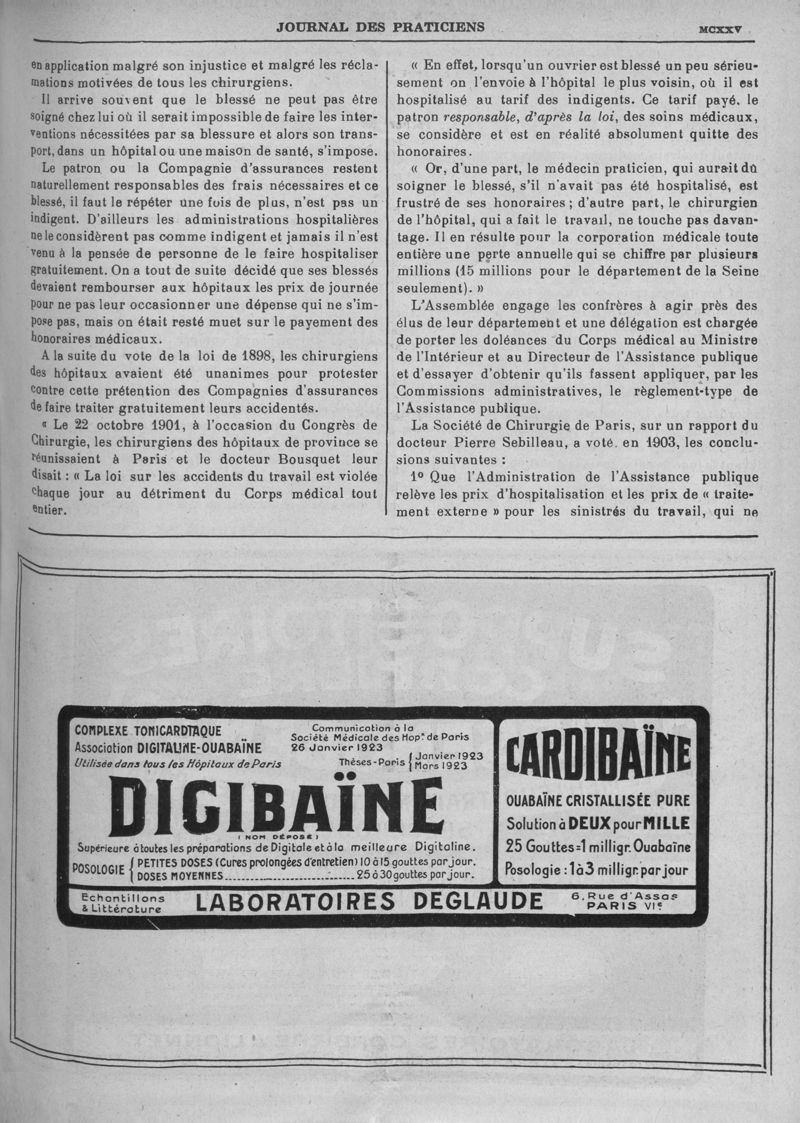 JOURNAL DES PRATICIENS
MCXXV
en application malgré son injustice et malgré les récla-
mations motivées de tous les chirurgiens.
Il arrive souvent que le blessé ne peut pas être
soigné chez lui où il serait impossible de faire les inter-
ventions nécessitées par sa blessure et alors son trans-
port, dans un hôpital ou une maison de santé, s'impose.
Le patron ou la Compagnie d'assurances restent
naturellement responsables des frais nécessaires et ce
blessé, il faut le répéter une fois de plus, n'est pas un
indigent. D'ailleurs les administrations hospitalières
ne le considèrent pas comme indigent et jamais il n'est
venu à la pensée de personne de le faire hospitaliser
gratuitement. On a tout de suite décidé que ses blessés
devaient rembourser aux hôpitaux les prix de journée
pour ne pas leur occasionner une dépense qui ne s'im-
pose pas, mais on était resté muet sur le payement des
honoraires médicaux.
A la suite du vote de la loi de 1898, les chirurgiens
des hôpitaux avaient été unanimes pour protester
contre cette prétention des Compagnies d'assurances
de faire traiter gratuitement leurs accidentés.
« Le 22 octobre 1901, à l'occasion du Congrès de
Chirurgie, les chirurgiens des hôpitaux de province se
réunissaient à Paris et le docteur Bousquet leur
disait : « La loi sur les accidents du travail est violée
chaque jour au détriment du Corps médical tout
entier.
« En effet, lorsqu'un ouvrier est blessé un peu sérieu-
sement on l'envoie à l'hôpital le plus voisin, où il est
hospitalisé au tarif des indigents. Ce tarif payé, le
patron responsable, d'après la loi, des soins médicaux,
se considère et est en réalité absolument quitte des
honoraires.
« Or, d'une part, le médecin praticien, qui aurait dû
soigner le blessé, s'il n'avait pas été hospitalisé, est
frustré de ses honoraires ; d'autre part, le chirurgien
de l'hôpital, qui a fait le travail, ne touche pas davan-
tage. Il en résulte pour la corporation médicale toute
entière une perte annuelle qui se chiffre par plusieurs
millions (15 millions pour le département de la Seine
seulement). »
L'Assemblée engage les confrères à agir près des
élus de leur département et une délégation est chargée
de porter les doléances du Corps médical au Ministre
de l'Intérieur et au Directeur de l'Assistance publique
et d'essayer d'obtenir qu'ils fassent appliquer, par les
Commissions administratives, le règlement-type de
l'Assistance publique.
La Société de Chirurgie de Paris, sur un rapport du
docteur Pierre Sebilleau, a voté, en 1903, les conclu-
sions suivantes :
1º Que l'Administration de l'Assistance publique
relève les prix d'hospitalisation et les prix de « traite-
ment externe » pour les sinistrés du travail, qui ne
COMPLEXE TONICARDIAQUE
Association DIGITALINE-OUABAÏNE
Utilisée dans tous les Hôpitaux de Paris
Communication à la
Société Médicale des Hop.x de Paris
26 Janvier 1923
Thèses-Paris { Janvier 1923
Mars 1923
DIGIBAÏNE
( NOM DÉPOSÉ )
Supérieure à toutes les préparations de Digitale et à la meilleure Digitaline.
POSOLOGIE { PETITES DOSES (Cures prolongées d'entretien) 10 à 15 gouttes par jour.
DOSES MOYENNES........................25 à 30 gouttes par jour.
CARDIBAÏNE
OUABAÏNE CRISTALLISÉE PURE
Solution à DEUX pour MILLE
25 Gouttes=1 milligr. Ouabaïne
Posologie : 1 à 3 milligr. par jour
Echantillons
& Littérature
LABORATOIRES DEGLAUDE
6, Rue d'Assas
PARIS VIe